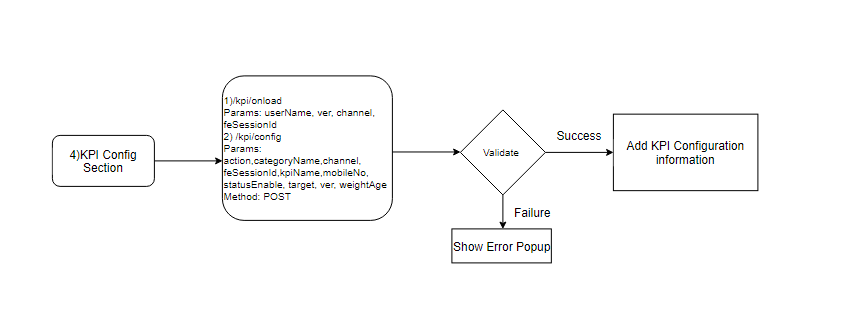 4)KPI Config
Section
1)/kpi/onload
Params: userName, ver, channel,
feSessionId
2) /kpi/config
Params:
action,categoryName,channel,
feSessionId,kpiName,mobileNo,
statusEnable, target, ver, weightAge
Method: POST
Validate
Success
Add KPI Configuration
information
Failure
Show Error Popup